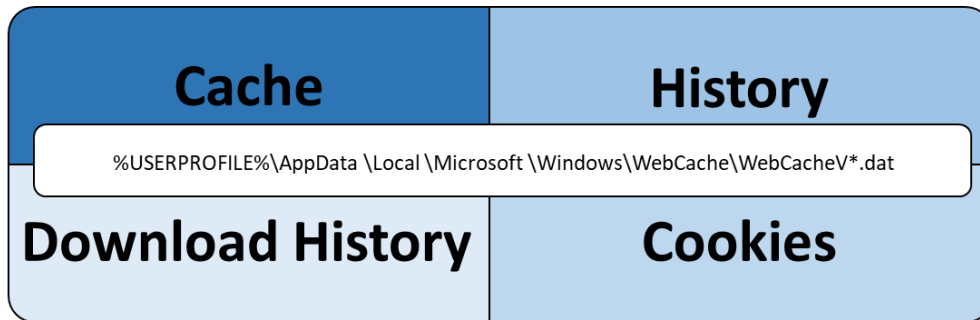 Cache
History
%USERPROFILE%\AppData \Local \Microsoft \Windows\WebCache\WebCacheV*.dat
Download History
Cookies